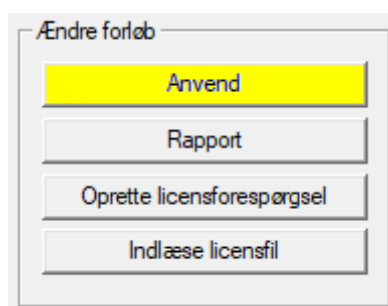 Ændre forløb
Anvend
Rapport
Oprette licensforespørgsel
Indlæse licensfil